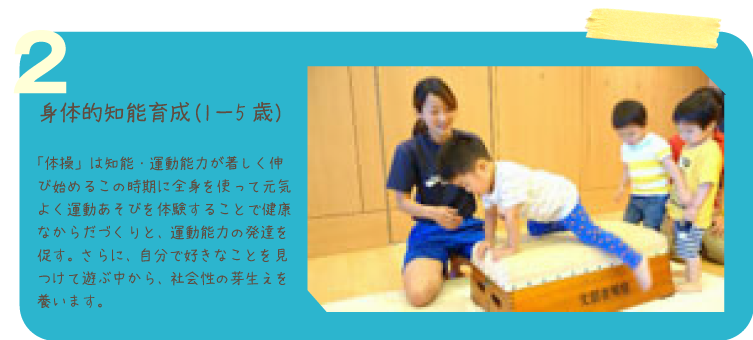 2
身体的知能育成(1ー5 歳)
「体操」は知能・運動能力が著しく伸
び始めるこの時期に全身を使って元気
よく運動あそびを体験することで健康
なからだづくりと、運動能力の発達を
促す。さらに、自分で好きなことを見
つけて遊ぶ中から、社会性の芽生えを
養います。